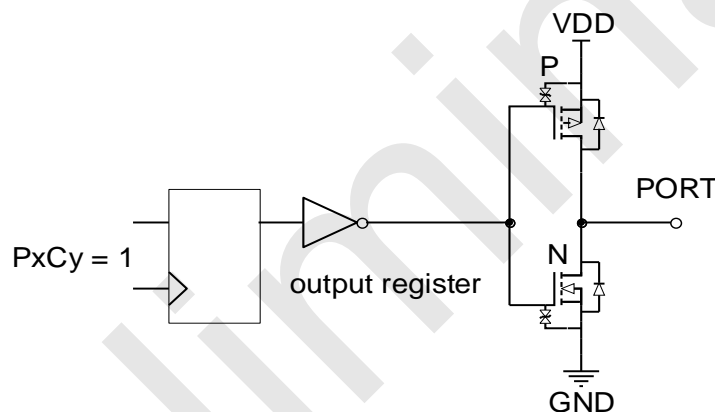 VDD
P
PORT
PxCy = 1
N
output register
GND